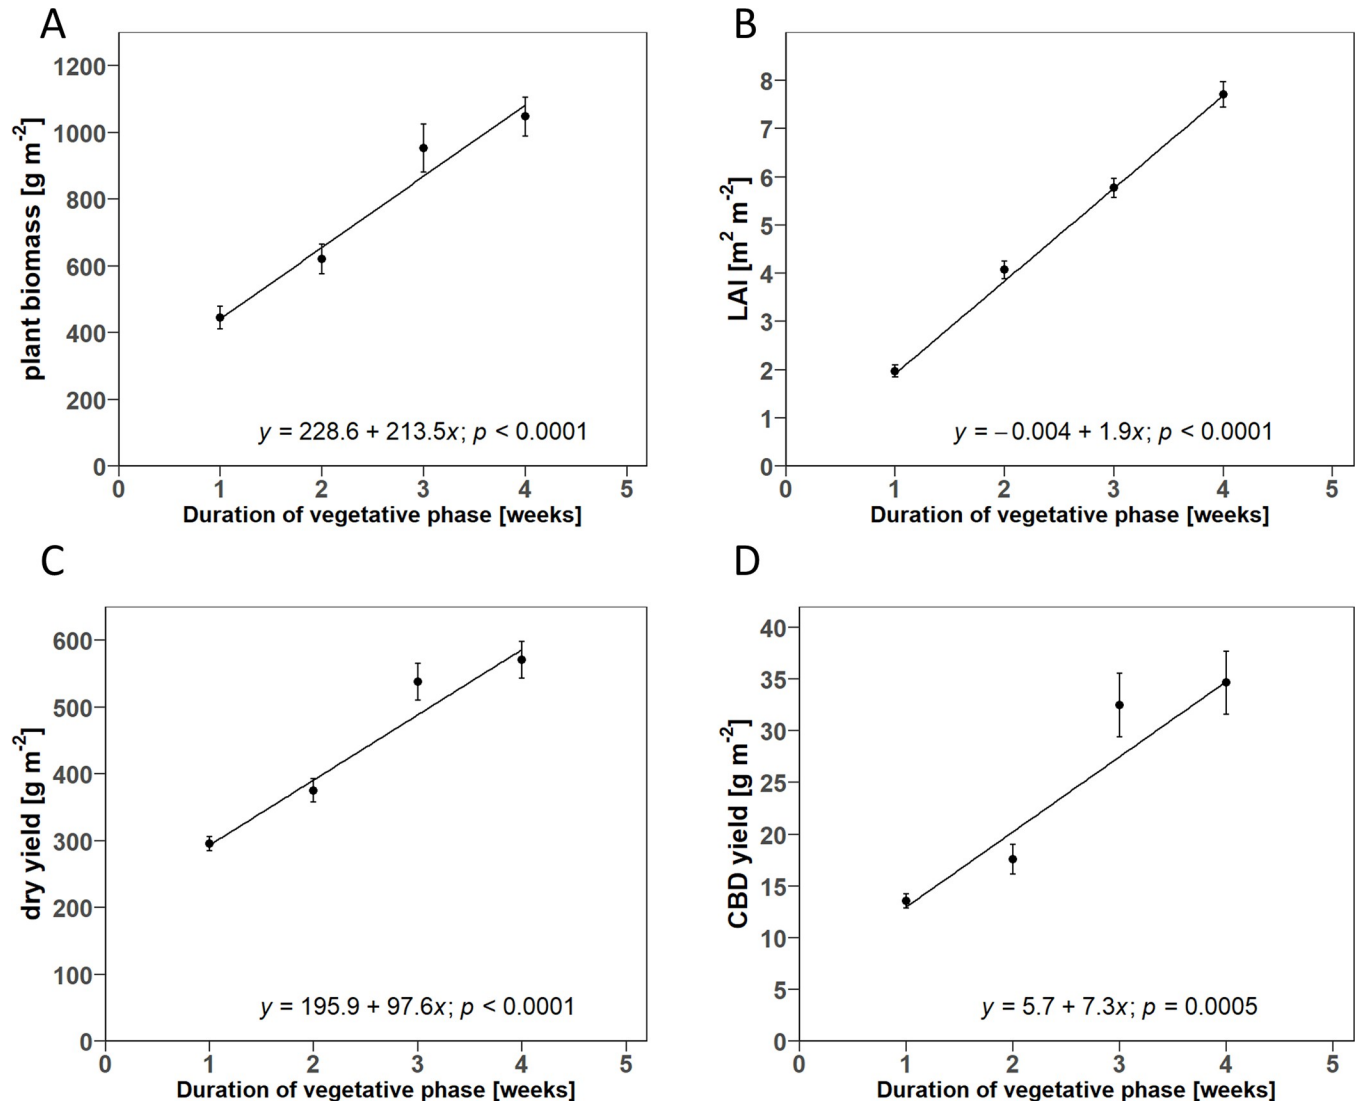 A
1200
1000
800
600
400
200
0
plant biomass [g m⁻²]
y = 228.6 + 213.5x; p < 0.0001
0 1 2 3 4 5
Duration of vegetative phase [weeks]
B
8
7
6
5
4
3
2
1
0
LAI [m² m⁻²]
y = −0.004 + 1.9x; p < 0.0001
0 1 2 3 4 5
Duration of vegetative phase [weeks]
C
600
500
400
300
200
100
0
dry yield [g m⁻²]
y = 195.9 + 97.6x; p < 0.0001
0 1 2 3 4 5
Duration of vegetative phase [weeks]
D
40
35
30
25
20
15
10
5
0
CBD yield [g m⁻²]
y = 5.7 + 7.3x; p = 0.0005
0 1 2 3 4 5
Duration of vegetative phase [weeks]